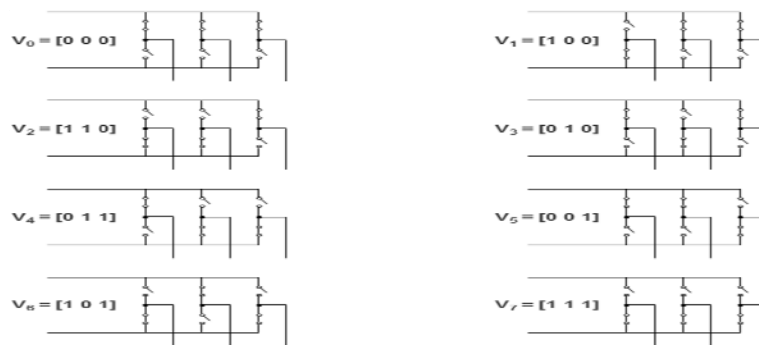 V₀ = [0 0 0]
V₁ = [1 0 0]
V₂ = [1 1 0]
V₃ = [0 1 0]
V₄ = [0 1 1]
V₅ = [0 0 1]
V₆ = [1 0 1]
V₇ = [1 1 1]